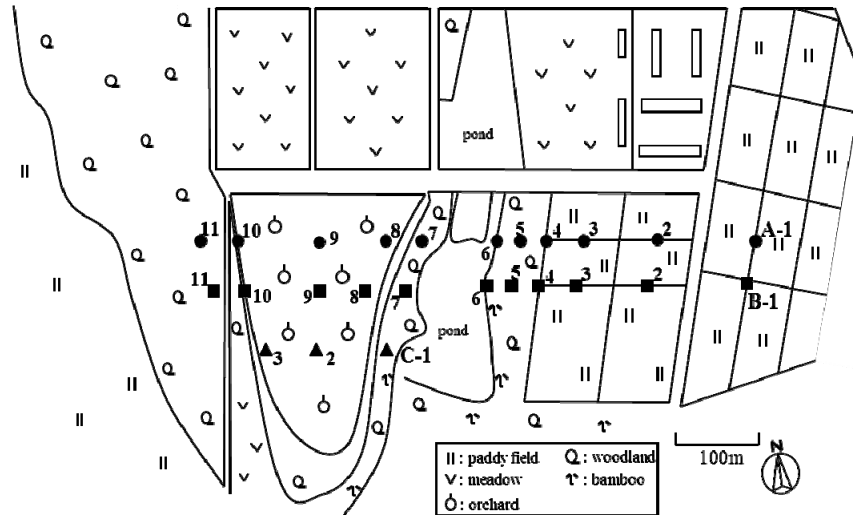 pond
11 10 9 8 7 6 5 4 3 2 A-1
11 10 9 8 7 6 5 4 3 2 B-1
3 2 C-1
pond
II : paddy field Q : woodland
v : meadow τ : bamboo
ꝺ : orchard
100m
N